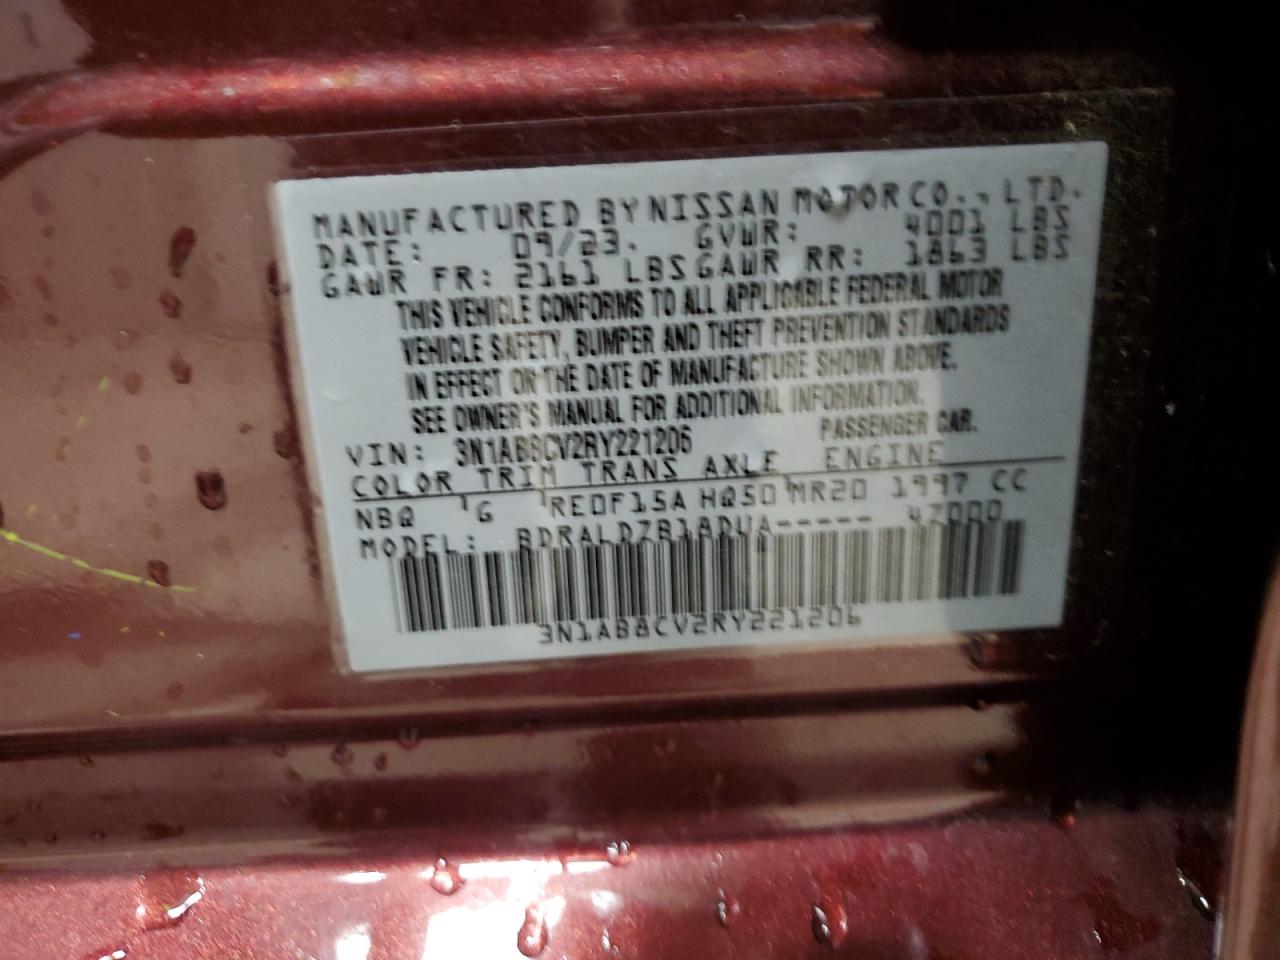 MANUFACTURED BY NISSAN MOTOR CO., LTD.
DATE: 09/23. GVWR: 4001 LBS
GAWR FR: 2161 LBS GAWR RR: 1863 LBS
THIS VEHICLE CONFORMS TO ALL APPLICABLE FEDERAL MOTOR
VEHICLE SAFETY, BUMPER AND THEFT PREVENTION STANDARDS
IN EFFECT ON THE DATE OF MANUFACTURE SHOWN ABOVE.
SEE OWNER'S MANUAL FOR ADDITIONAL INFORMATION.
VIN: 3N1AB8CV2RY221206 PASSENGER CAR.
COLOR TRIM TRANS AXLE ENGINE
NBQ G RE0F15A HQ50 MR20 1997 CC
MODEL: BDRALDZB18DUA----- 47000
3N1AB8CV2RY221206